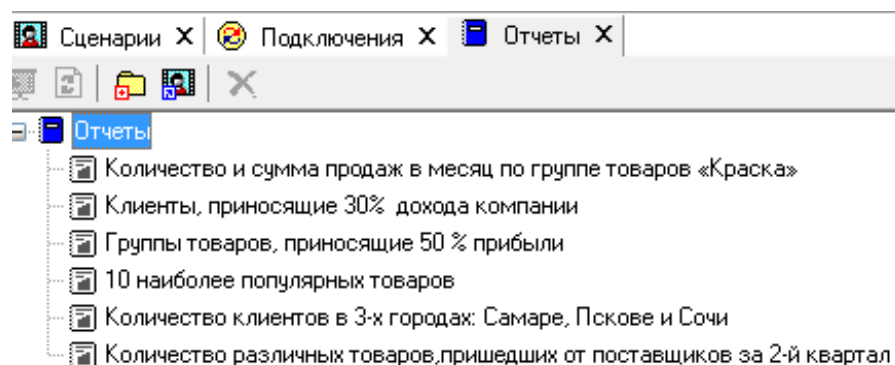 Сценарии X Подключения X Отчеты X
Отчеты
Количество и сумма продаж в месяц по группе товаров «Краска»
Клиенты, приносящие 30% дохода компании
Группы товаров, приносящие 50 % прибыли
10 наиболее популярных товаров
Количество клиентов в 3-х городах: Самаре, Пскове и Сочи
Количество различных товаров,пришедших от поставщиков за 2-й квартал